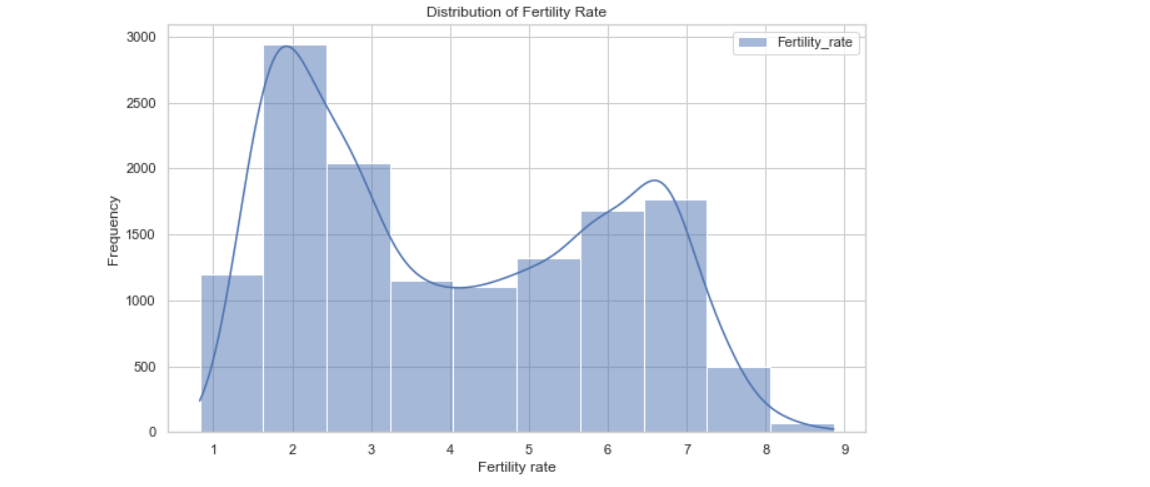 Distribution of Fertility Rate
Fertility_rate
Frequency
3000
2500
2000
1500
1000
500
0
1 2 3 4 5 6 7 8 9
Fertility rate